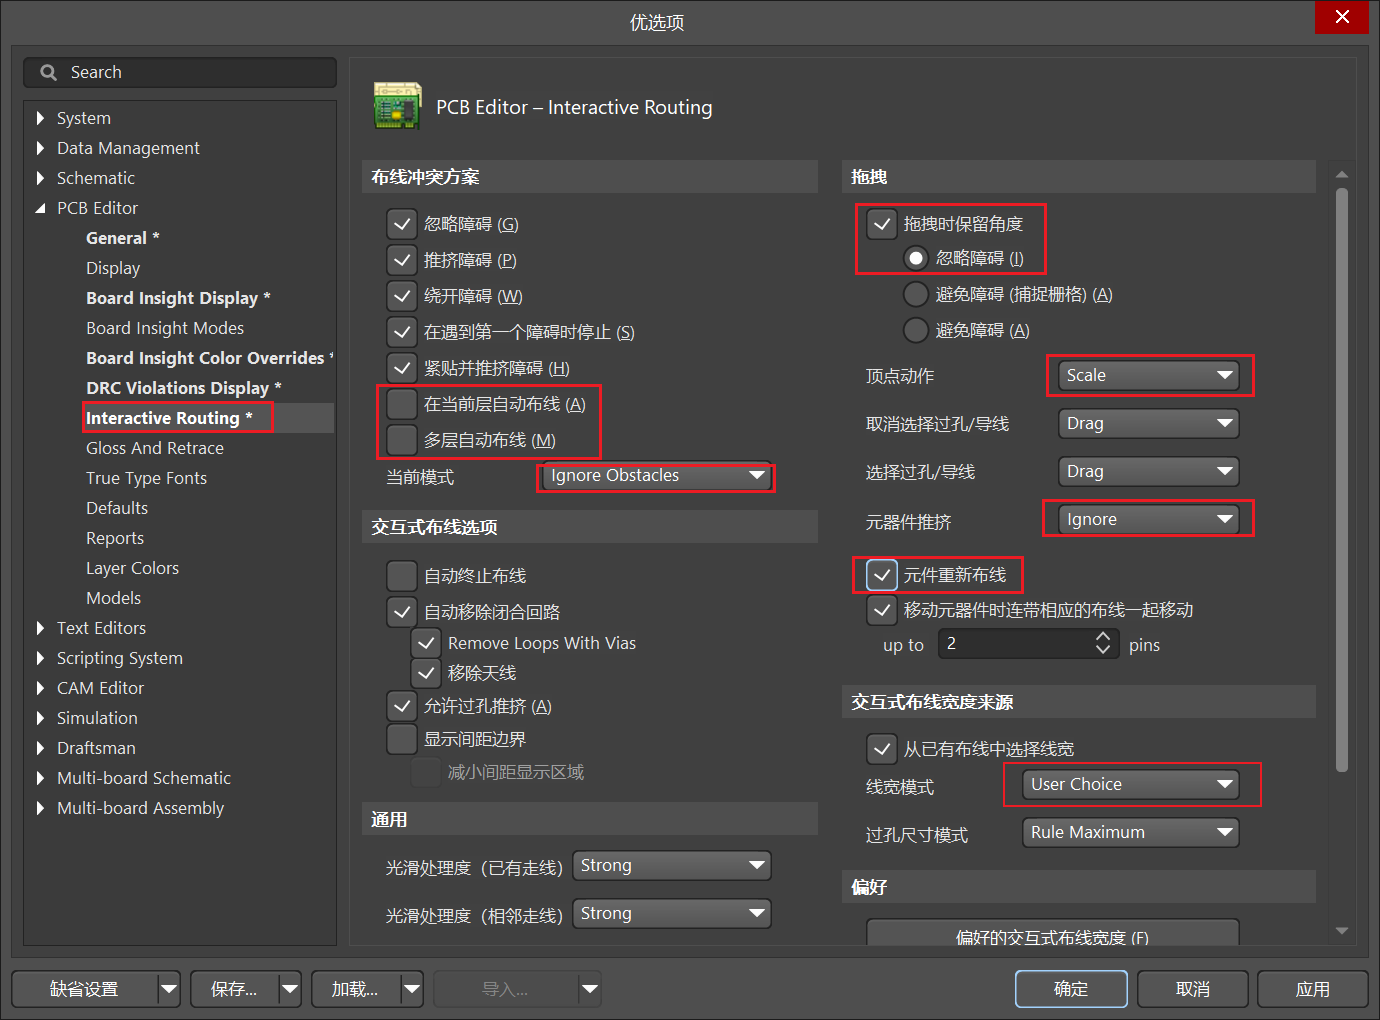 优选项
Search
System
Data Management
Schematic
PCB Editor
General *
Display
Board Insight Display *
Board Insight Modes
Board Insight Color Overrides *
DRC Violations Display *
Interactive Routing *
Gloss And Retrace
True Type Fonts
Defaults
Reports
Layer Colors
Models
Text Editors
Scripting System
CAM Editor
Simulation
Draftsman
Multi-board Schematic
Multi-board Assembly
PCB Editor – Interactive Routing
布线冲突方案
忽略障碍 (G)
推挤障碍 (P)
绕开障碍 (W)
在遇到第一个障碍时停止 (S)
紧贴并推挤障碍 (H)
在当前层自动布线 (A)
多层自动布线 (M)
当前模式 Ignore Obstacles
交互式布线选项
自动终止布线
自动移除闭合回路
Remove Loops With Vias
移除天线
允许过孔推挤 (A)
显示间距边界
减小间距显示区域
通用
光滑处理度（已有走线) Strong
光滑处理度（相邻走线) Strong
拖拽
拖拽时保留角度
忽略障碍 (I)
避免障碍 (捕捉栅格) (A)
避免障碍 (A)
顶点动作 Scale
取消选择过孔/导线 Drag
选择过孔/导线 Drag
元器件推挤 Ignore
元件重新布线
移动元器件时连带相应的布线一起移动
up to 2 pins
交互式布线宽度来源
从已有布线中选择线宽
线宽模式 User Choice
过孔尺寸模式 Rule Maximum
偏好
偏好的交互式布线宽度 (F)
缺省设置 保存... 加载... 导入... 确定 取消 应用